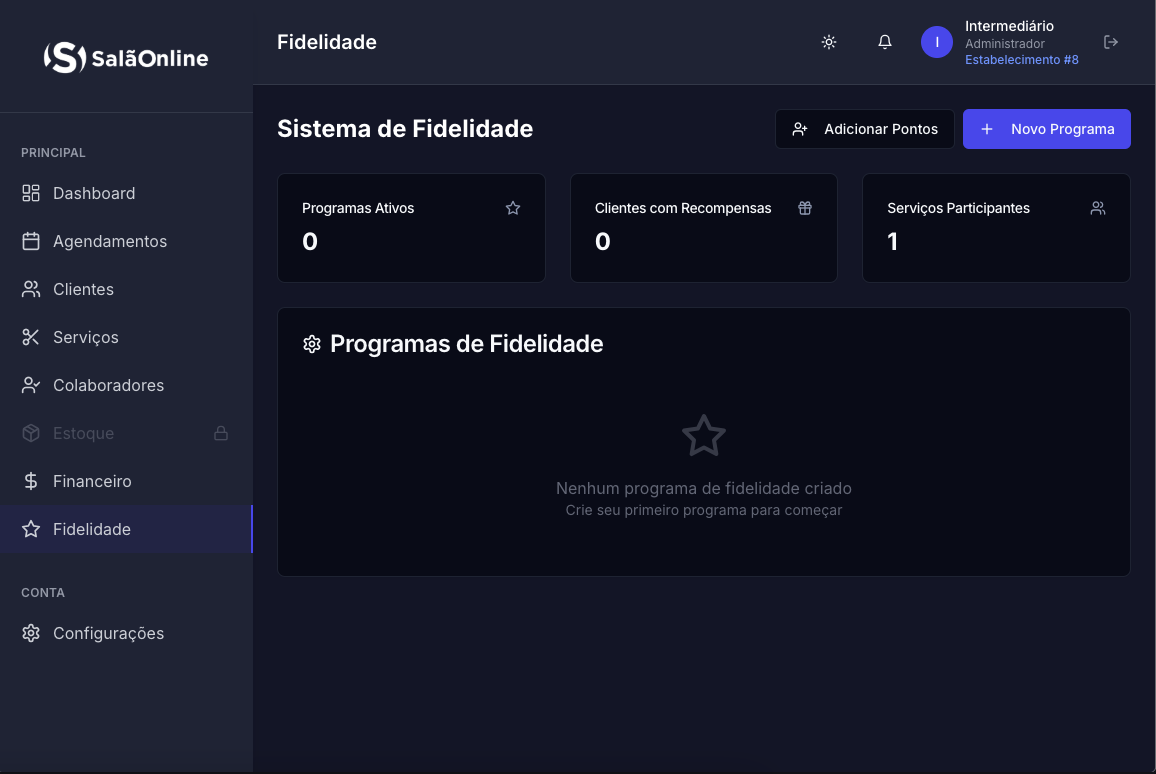 SalãOnline
Fidelidade
I
Intermediário
Administrador
Estabelecimento #8
PRINCIPAL
Dashboard
Agendamentos
Clientes
Serviços
Colaboradores
Estoque
Financeiro
Fidelidade
CONTA
Configurações
Sistema de Fidelidade
Adicionar Pontos
Novo Programa
Programas Ativos
0
Clientes com Recompensas
0
Serviços Participantes
1
Programas de Fidelidade
Nenhum programa de fidelidade criado
Crie seu primeiro programa para começar